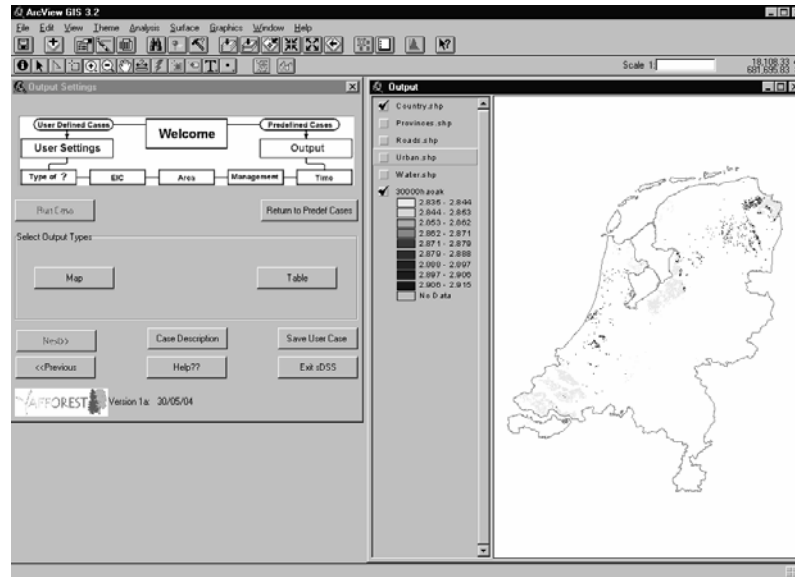 ArcView GIS 3.2
File Edit View Theme Analysis Surface Graphics Window Help
Scale 1:
18,108.33
681,695.83
Output Settings
User Defined Cases
Welcome
Predefined Cases
User Settings
Output
Type of ?
EIC
Area
Management
Time
Return to Predef Cases
Select Output Types
Map
Table
Next>>
Case Description
Save User Case
<<Previous
Help??
Exit sDSS
AFFOREST
Version 1a: 30/05/04
Output
Country.shp
Provinces.shp
Roads.shp
Urban.shp
Water.shp
30000haoak
2.835 - 2.844
2.844 - 2.853
2.853 - 2.862
2.862 - 2.871
2.871 - 2.879
2.879 - 2.888
2.888 - 2.897
2.897 - 2.906
2.906 - 2.915
No Data